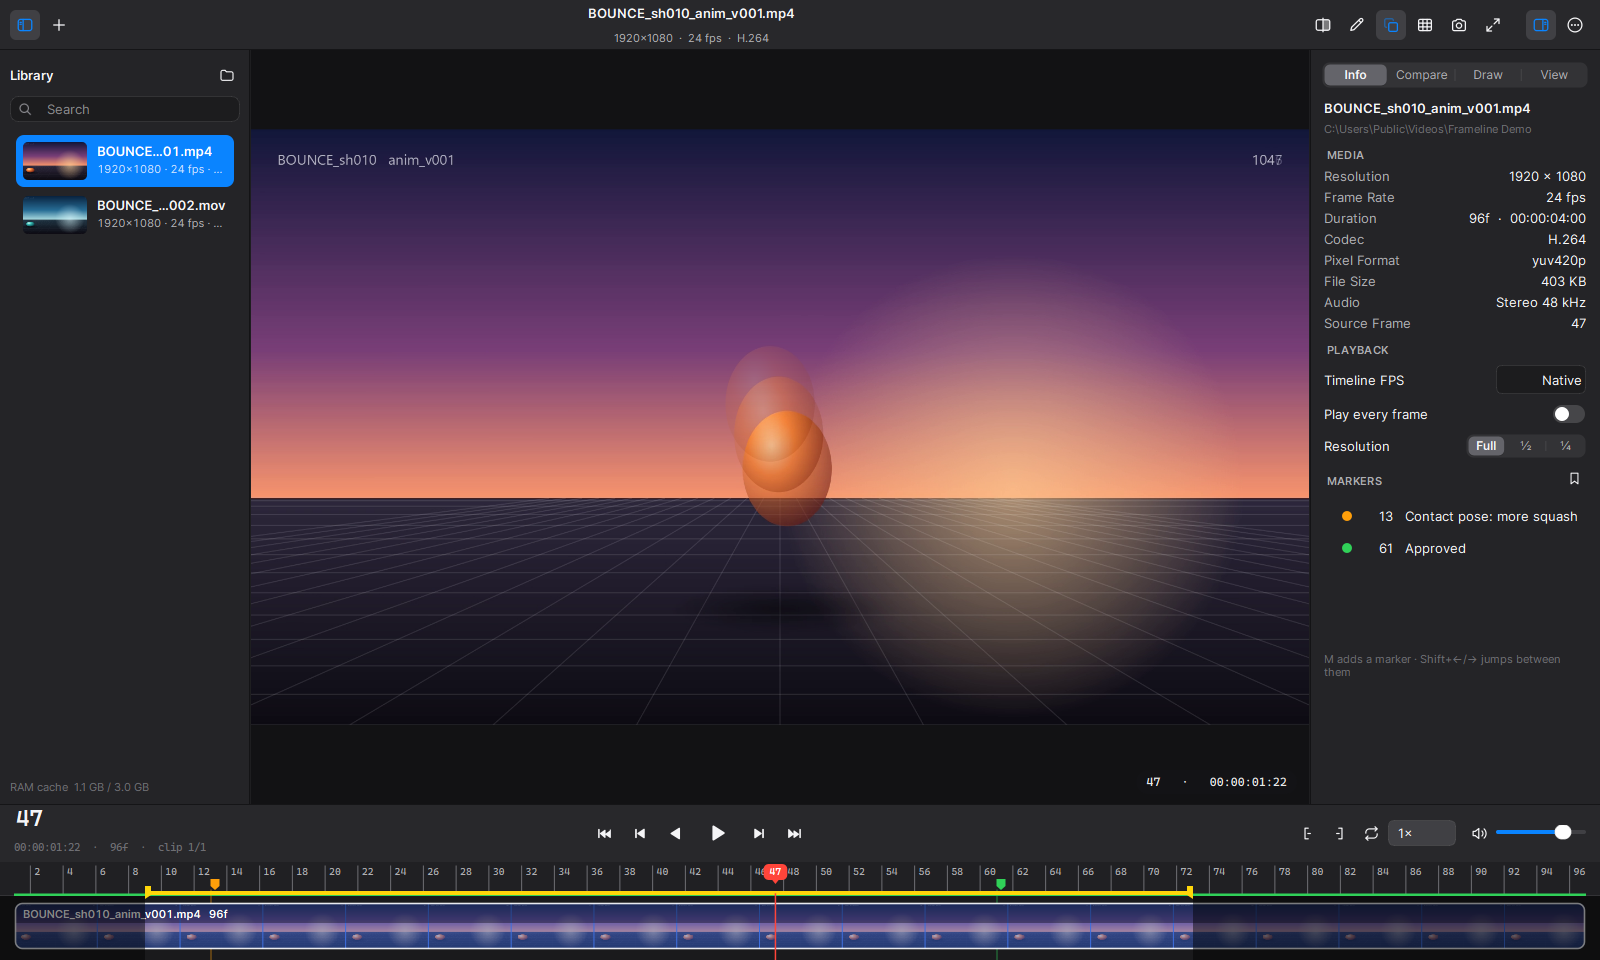 BOUNCE_sh010_anim_v001.mp4
1920×1080 · 24 fps · H.264
Library
Search
BOUNCE...01.mp4
1920×1080 · 24 fps · ...
BOUNCE_...002.mov
1920×1080 · 24 fps · ...
RAM cache 1.1 GB / 3.0 GB
BOUNCE_sh010 anim_v001
47 · 00:00:01:22
Info Compare Draw View
BOUNCE_sh010_anim_v001.mp4
C:\Users\Public\Videos\Frameline Demo
MEDIA
Resolution 1920 × 1080
Frame Rate 24 fps
Duration 96f · 00:00:04:00
Codec H.264
Pixel Format yuv420p
File Size 403 KB
Audio Stereo 48 kHz
Source Frame 47
PLAYBACK
Timeline FPS Native
Play every frame
Resolution Full ½ ¼
MARKERS
13 Contact pose: more squash
61 Approved
M adds a marker · Shift+←/→ jumps between
them
47
00:00:01:22 · 96f · clip 1/1
1×
2 4 6 8 10 12 14 16 18 20 22 24 26 28 30 32 34 36 38 40 42 44 47 48 50 52 54 56 58 60 62 64 66 68 70 72 74 76 78 80 82 84 86 88 90 92 94 96
BOUNCE_sh010_anim_v001.mp4 96f